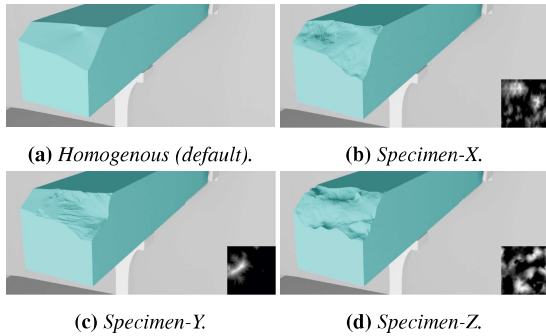 (a) Homogenous (default).
(b) Specimen-X.
(c) Specimen-Y.
(d) Specimen-Z.